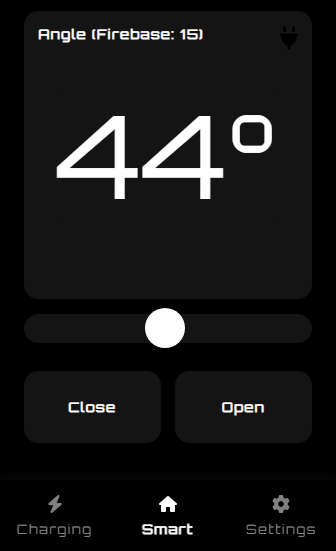 Angle (Firebase: 15)
44°
Close
Open
Charging
Smart
Settings